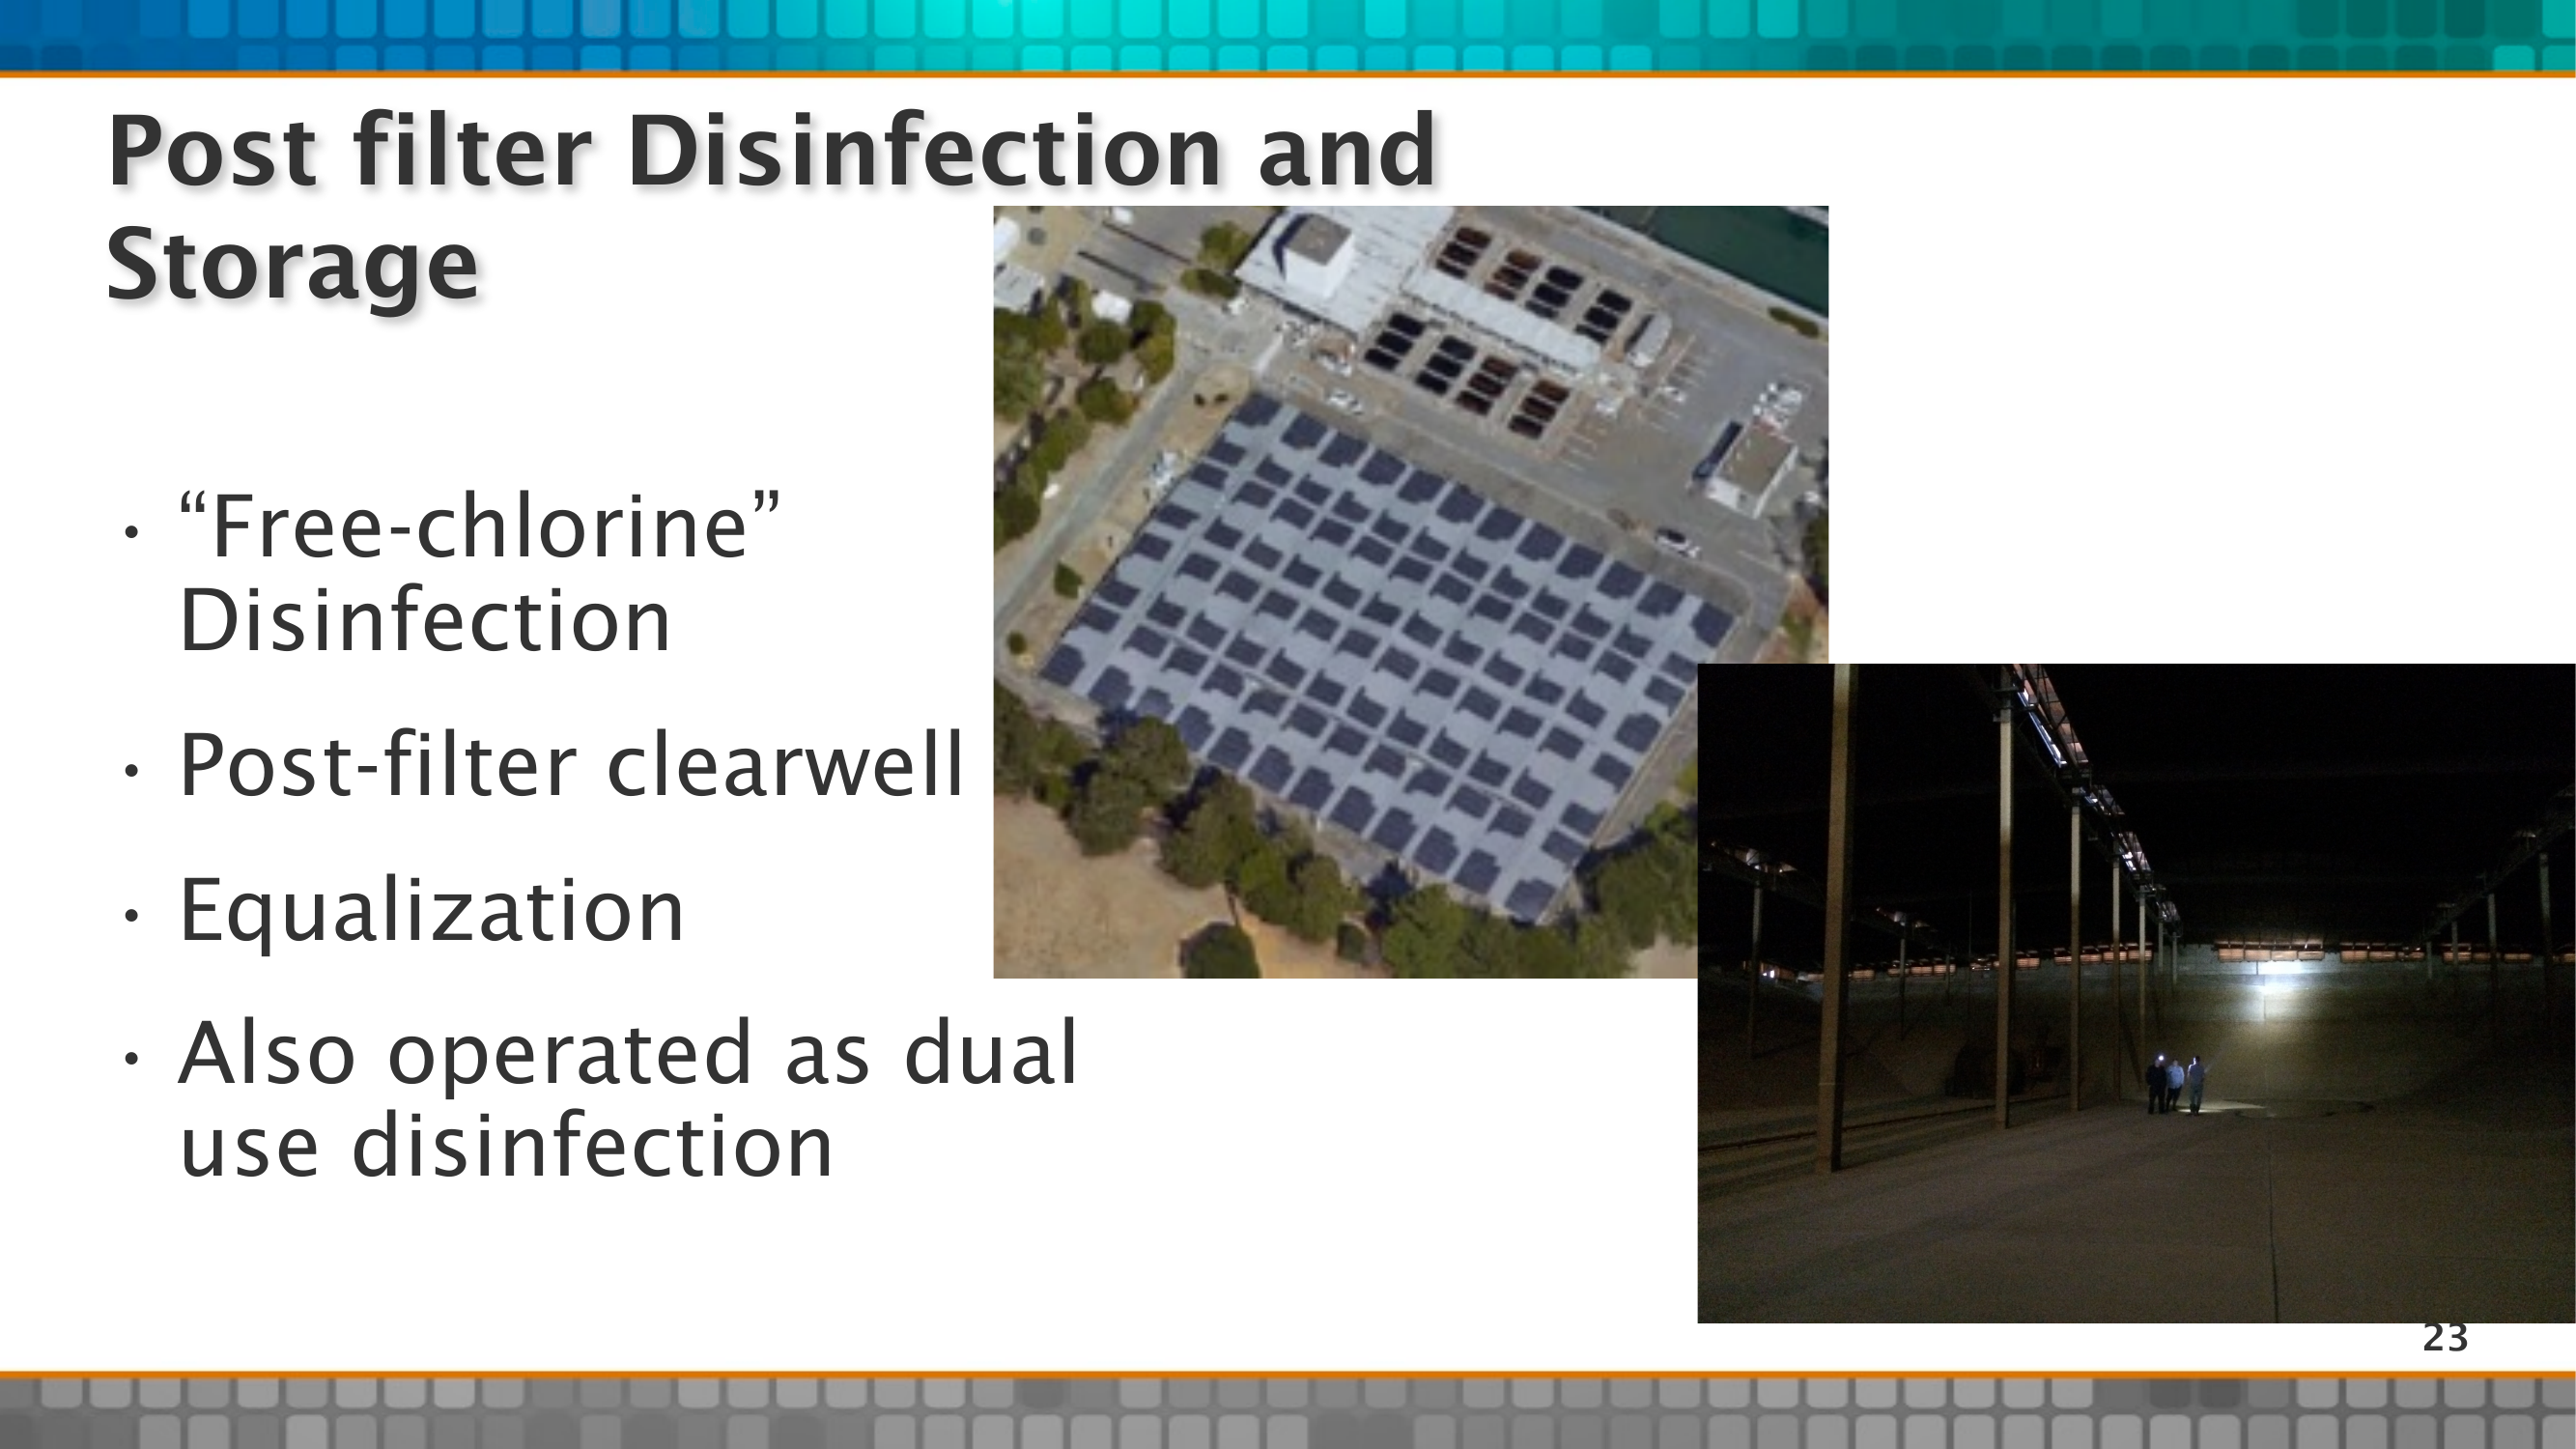 Post filter Disinfection and
Storage
• “Free-chlorine”
Disinfection
• Post-filter clearwell
• Equalization
• Also operated as dual
use disinfection
23